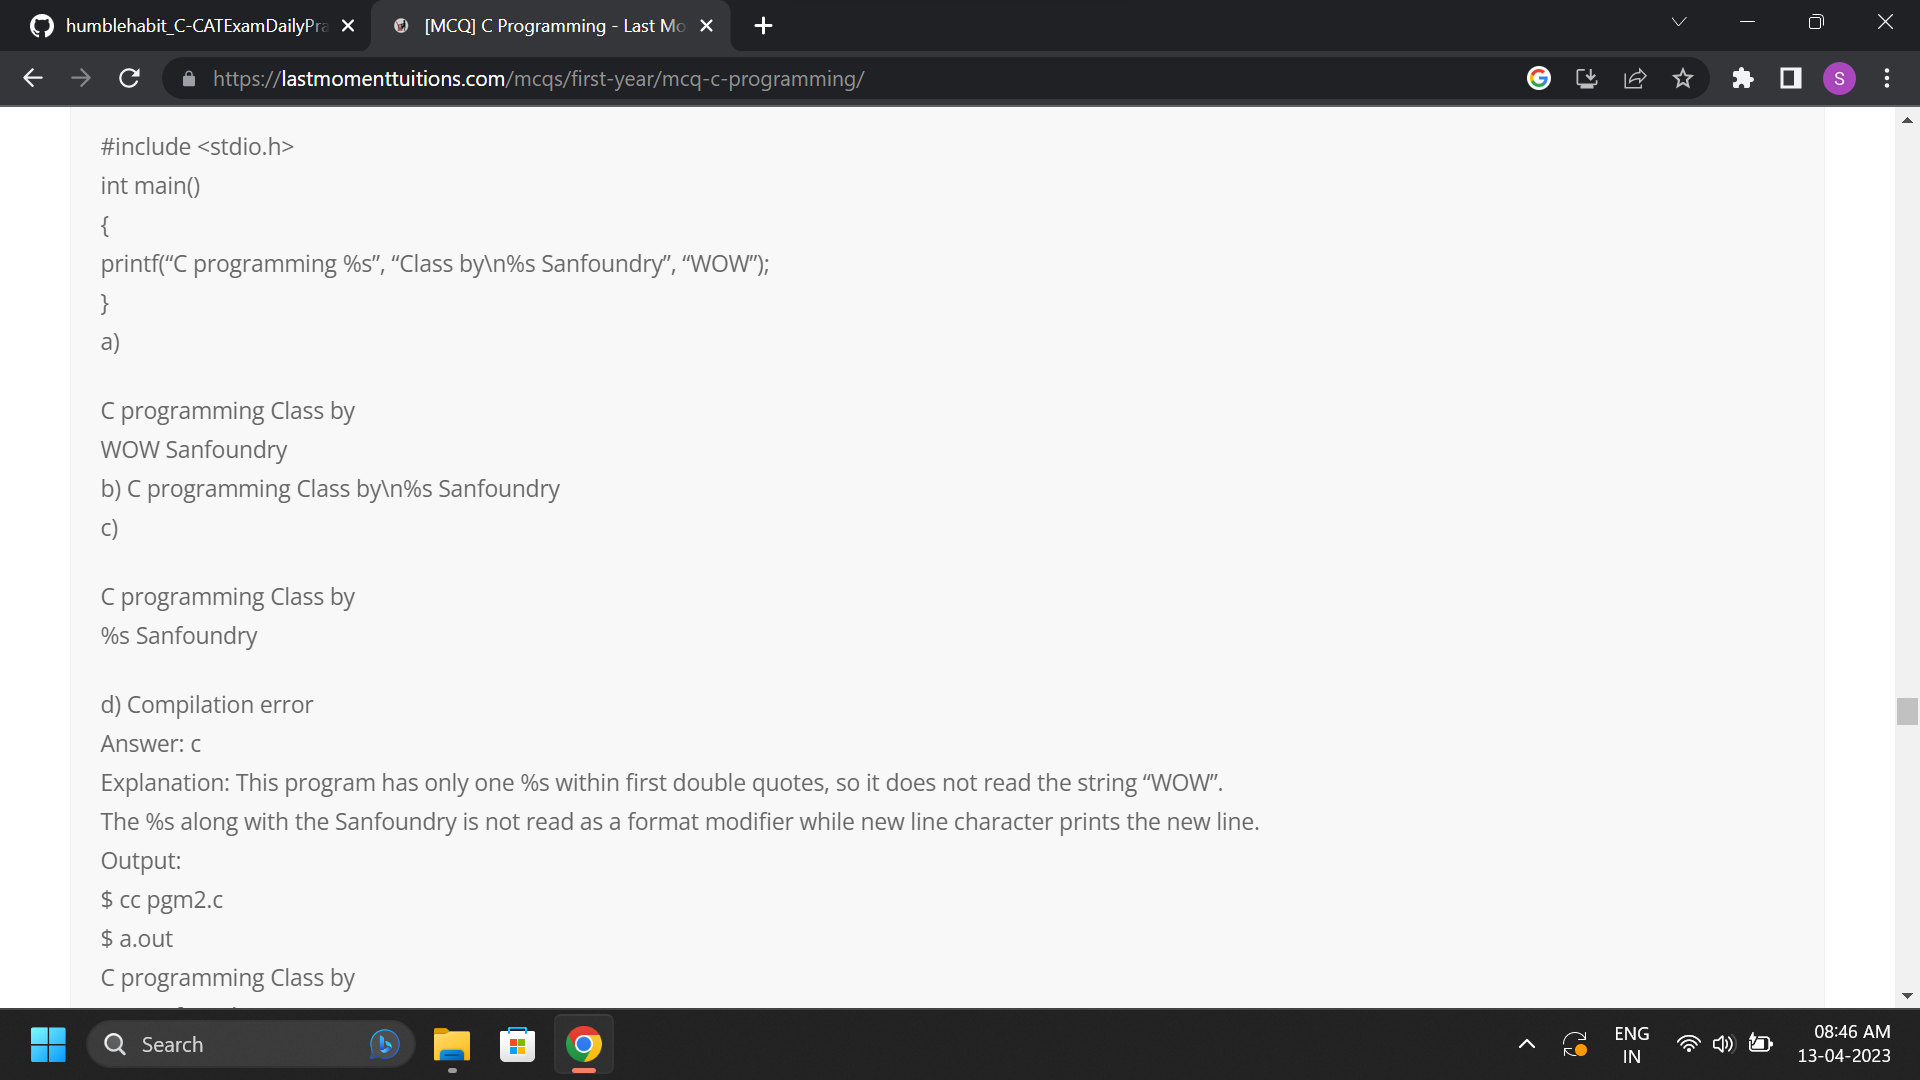 humblehabit_C-CATExamDailyPra
[MCQ] C Programming - Last Mo
https://lastmomenttuitions.com/mcqs/first-year/mcq-c-programming/
S
#include <stdio.h>
int main()
{
printf(“C programming %s”, “Class by\n%s Sanfoundry”, “WOW”);
}
a)
C programming Class by
WOW Sanfoundry
b) C programming Class by\n%s Sanfoundry
c)
C programming Class by
%s Sanfoundry
d) Compilation error
Answer: c
Explanation: This program has only one %s within first double quotes, so it does not read the string “WOW”.
The %s along with the Sanfoundry is not read as a format modifier while new line character prints the new line.
Output:
$ cc pgm2.c
$ a.out
C programming Class by
Search
ENG
IN
08:46 AM
13-04-2023